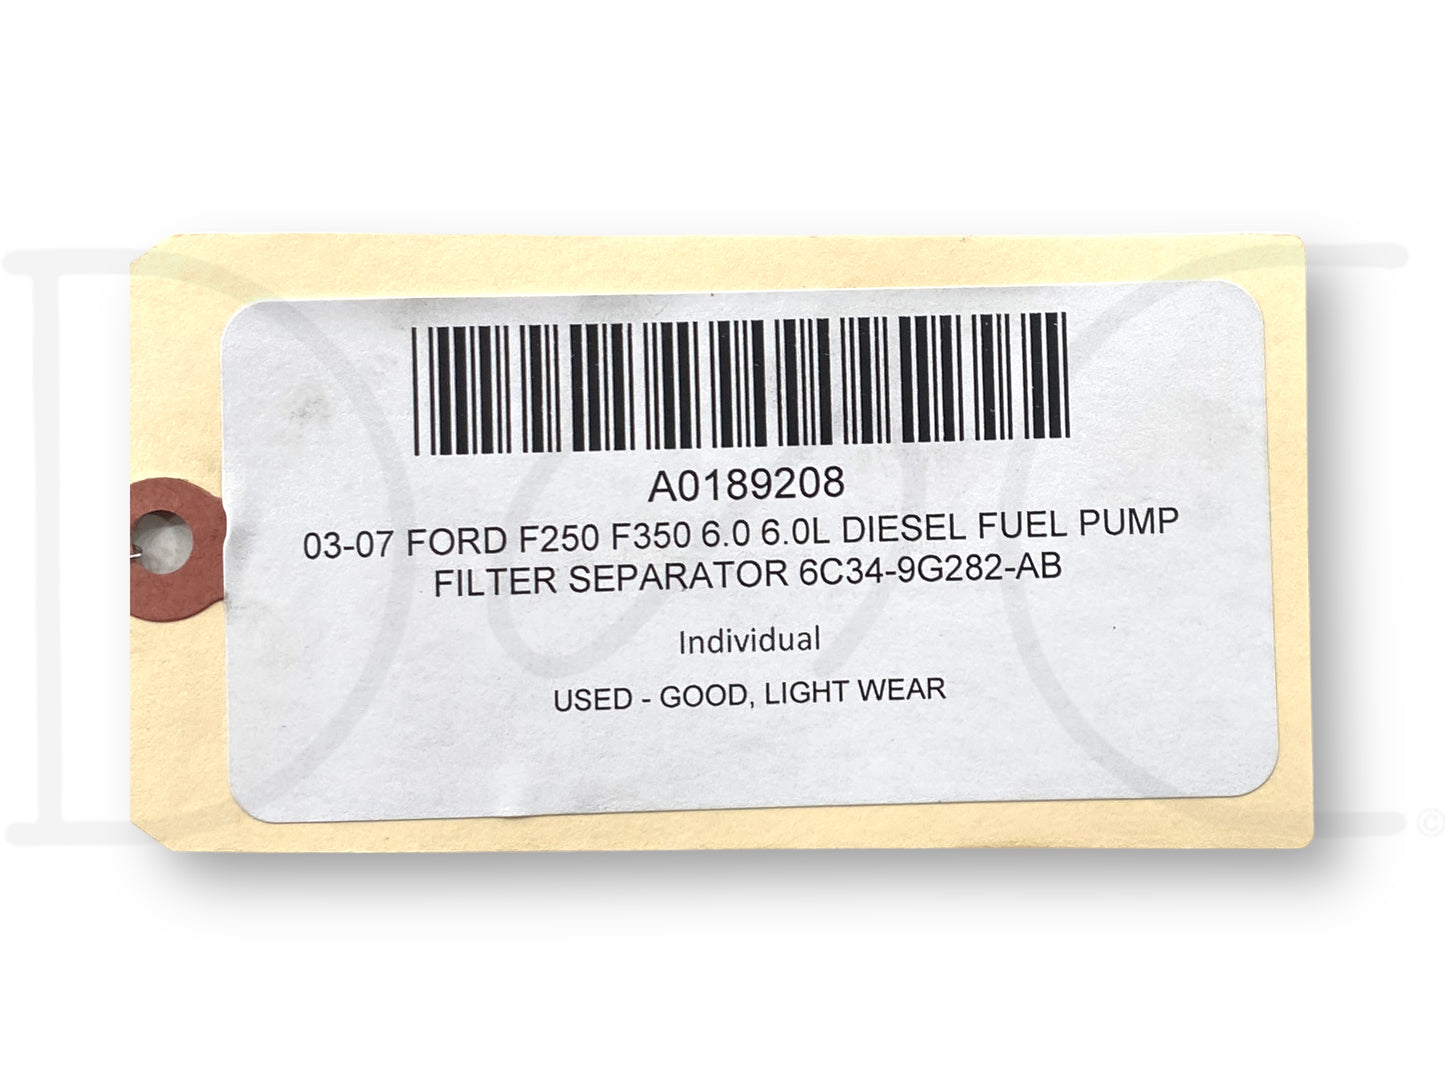 A0189208
03-07 FORD F250 F350 6.0 6.0L DIESEL FUEL PUMP
FILTER SEPARATOR 6C34-9G282-AB
Individual
USED - GOOD, LIGHT WEAR
©